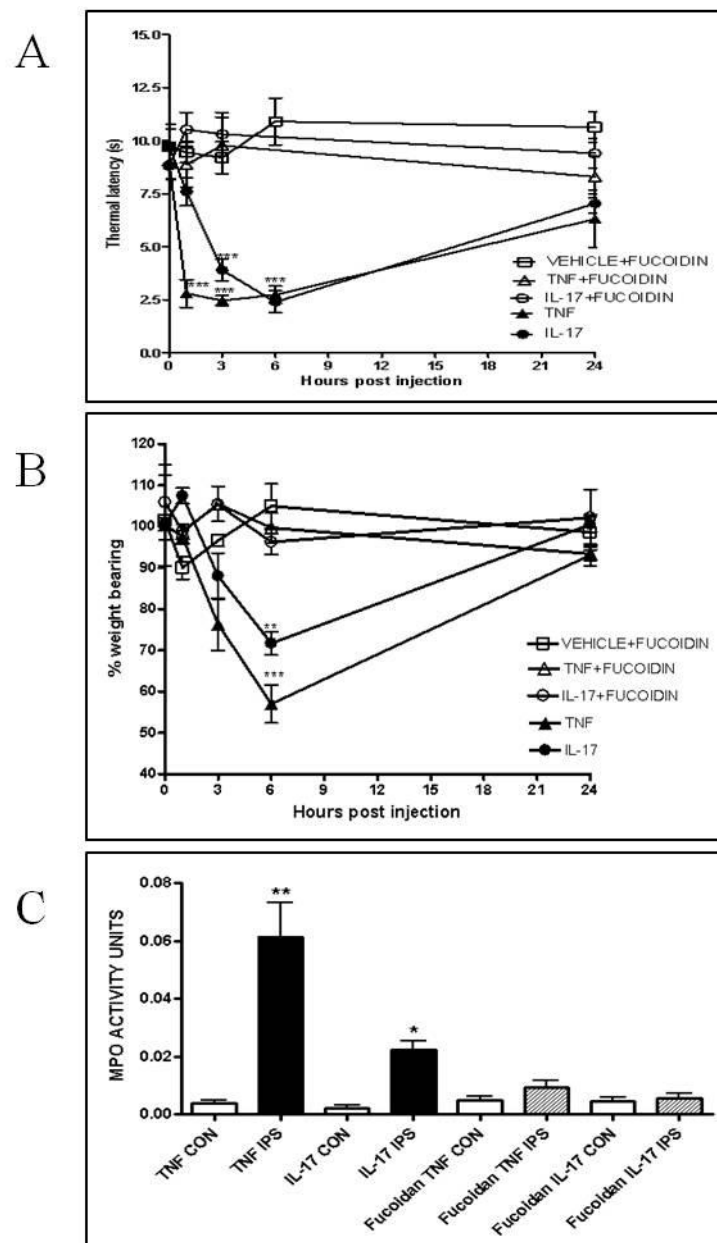 A
Thermal latency (s)
15.0
12.5
10.0
7.5
5.0
2.5
0.0
***
***
***
***
VEHICLE+FUCOIDIN
TNF+FUCOIDIN
IL-17+FUCOIDIN
TNF
IL-17
0 3 6 9 12 15 18 21 24
Hours post injection
B
% weight bearing
120
110
100
90
80
70
60
50
40
**
***
VEHICLE+FUCOIDIN
TNF+FUCOIDIN
IL-17+FUCOIDIN
TNF
IL-17
0 3 6 9 12 15 18 21 24
Hours post injection
C
MPO ACTIVITY UNITS
0.08
0.06
0.04
0.02
0.00
**
*
TNF CON
TNF IPS
IL-17 CON
IL-17 IPS
Fucoidan TNF CON
Fucoidan TNF IPS
Fucoidan IL-17 CON
Fucoidan IL-17 IPS